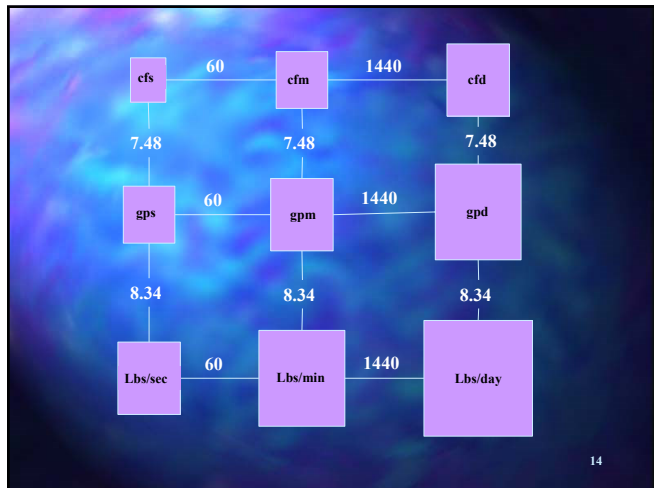 60 1440
cfs cfm cfd
7.48 7.48 7.48
60 1440
gps gpm gpd
8.34 8.34 8.34
60 1440
Lbs/sec Lbs/min Lbs/day
14